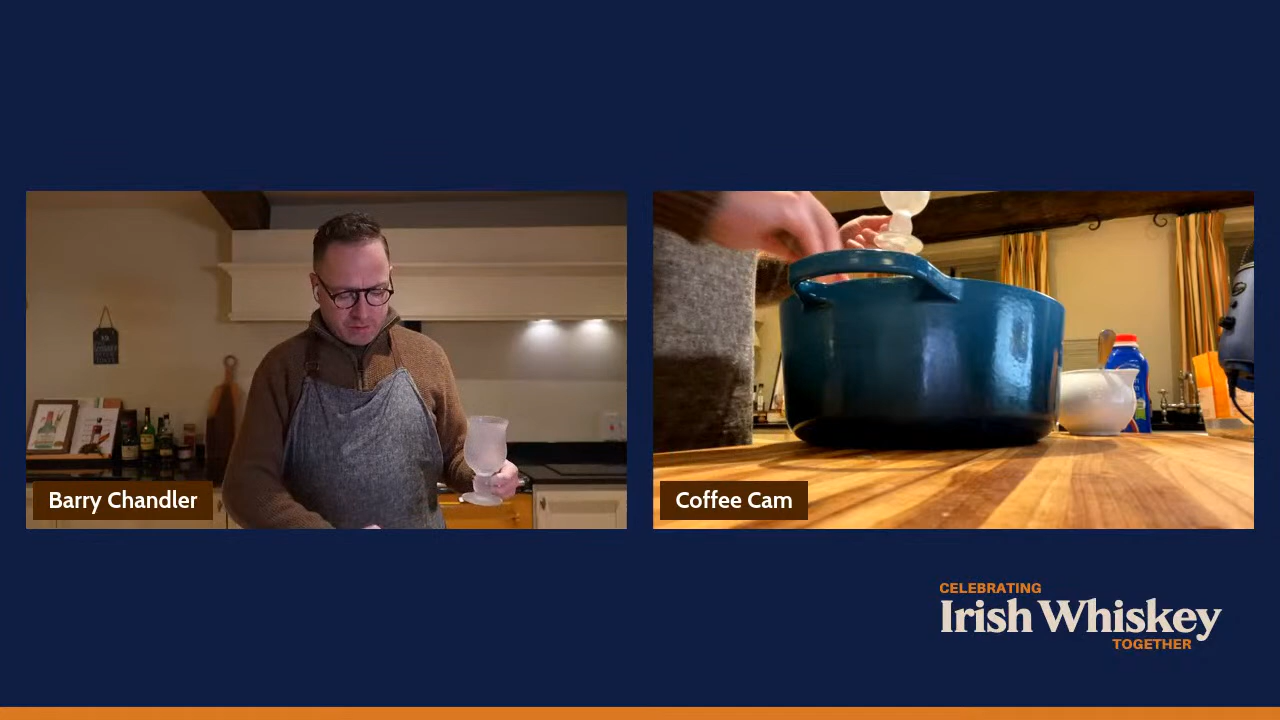 Barry Chandler
Coffee Cam
CELEBRATING
Irish Whiskey
TOGETHER